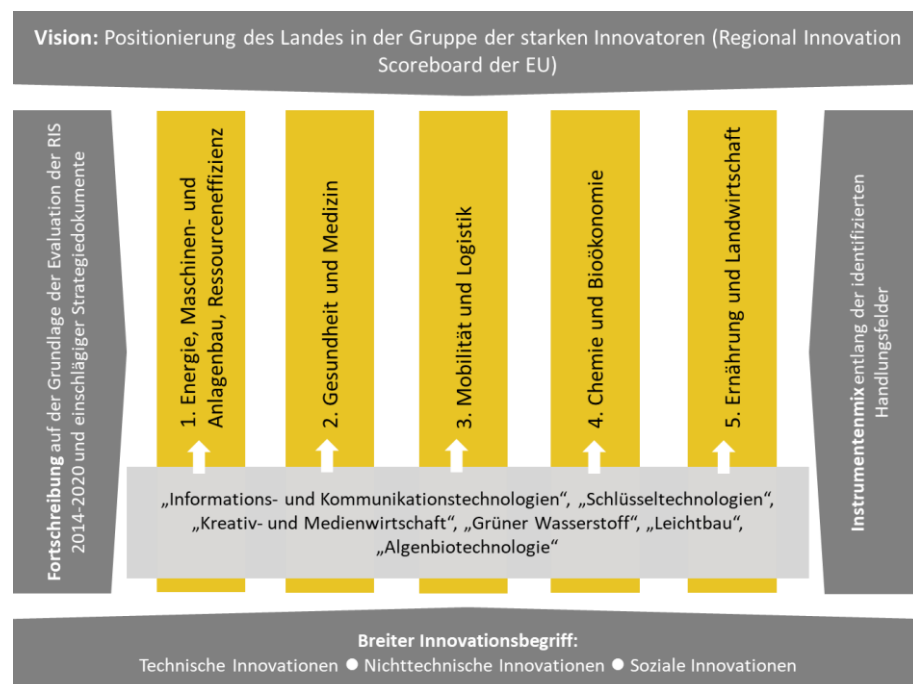 Vision: Positionierung des Landes in der Gruppe der starken Innovatoren (Regional Innovation
Scoreboard der EU)
Fortschreibung auf der Grundlage der Evaluation der RIS
2014-2020 und einschlägiger Strategiedokumente
1. Energie, Maschinen- und
Anlagenbau, Ressourceneffizienz
2. Gesundheit und Medizin
3. Mobilität und Logistik
4. Chemie und Bioökonomie
5. Ernährung und Landwirtschaft
Instrumentenmix entlang der identifizierten
Handlungsfelder
„Informations- und Kommunikationstechnologien“, „Schlüsseltechnologien“,
„Kreativ- und Medienwirtschaft“, „Grüner Wasserstoff“, „Leichtbau“,
„Algenbiotechnologie“
Breiter Innovationsbegriff:
Technische Innovationen ● Nichttechnische Innovationen ● Soziale Innovationen